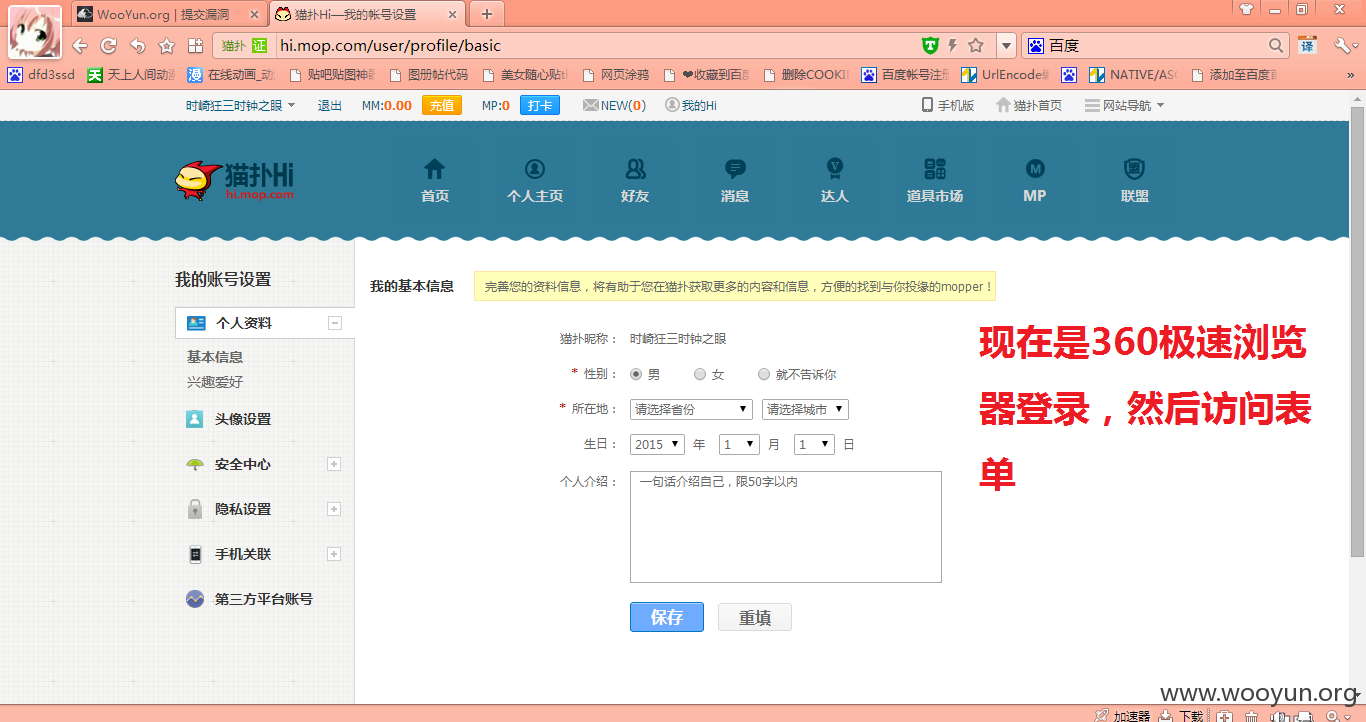 WooYun.org | 提交漏洞
猫扑Hi—我的帐号设置
猫扑 证 hi.mop.com/user/profile/basic
百度
译
dfd3ssd
天 天上人间动
漫 在线动画_动
贴吧贴图神
图册帖代码
美女随心贴
网页涂鸦
❤收藏到百
删除COOKI
百度帐号注
UrlEncode编
NATIVE/ASC
添加至百度
»
时崎狂三时钟之眼 退出 MM:0.00 充值 MP:0 打卡 NEW(0) 我的Hi 手机版 猫扑首页 网站导航
猫扑Hi
hi.mop.com
首页 个人主页 好友 消息 达人 道具市场 MP 联盟
我的账号设置
个人资料
基本信息
兴趣爱好
头像设置
安全中心
隐私设置
手机关联
第三方平台账号
我的基本信息 完善您的资料信息，将有助于您在猫扑获取更多的内容和信息，方便的找到与你投缘的mopper！
猫扑昵称： 时崎狂三时钟之眼
* 性别： 男 女 就不告诉你
* 所在地： 请选择省份 请选择城市
生日： 2015 年 1 月 1 日
个人介绍： 一句话介绍自己，限50字以内
保存 重填
现在是360极速浏览
器登录，然后访问表
单
www.wooyun.org
加速器 下载